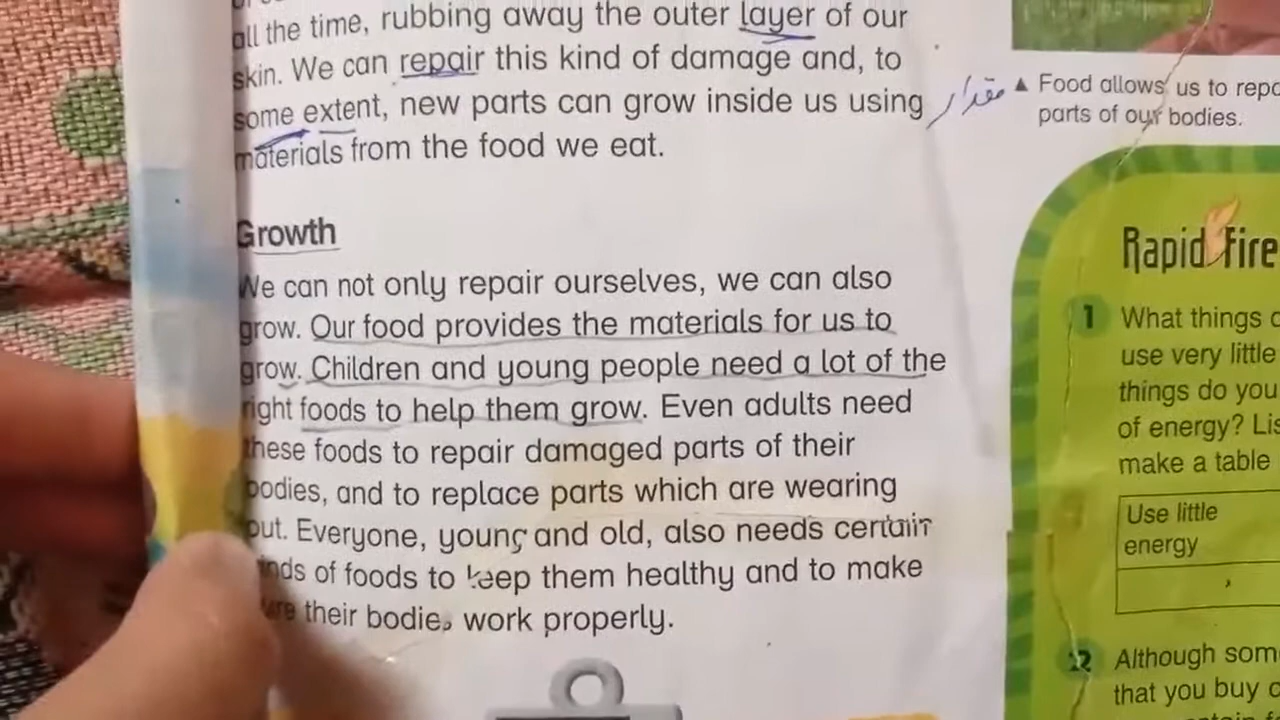 all the time, rubbing away the outer layer of our
skin. We can repair this kind of damage and, to
some extent, new parts can grow inside us using
materials from the food we eat.
مقدار
Growth
We can not only repair ourselves, we can also
grow. Our food provides the materials for us to
grow. Children and young people need a lot of the
right foods to help them grow. Even adults need
these foods to repair damaged parts of their
bodies, and to replace parts which are wearing
out. Everyone, young and old, also needs certain
of foods to keep them healthy and to make
their bodies work properly.
▲ Food allows us to
parts of our bodies.
Rapid Fire
1 What things
use very little
things do you
of energy?
make a table
Use little
energy
2 Although
that you buy